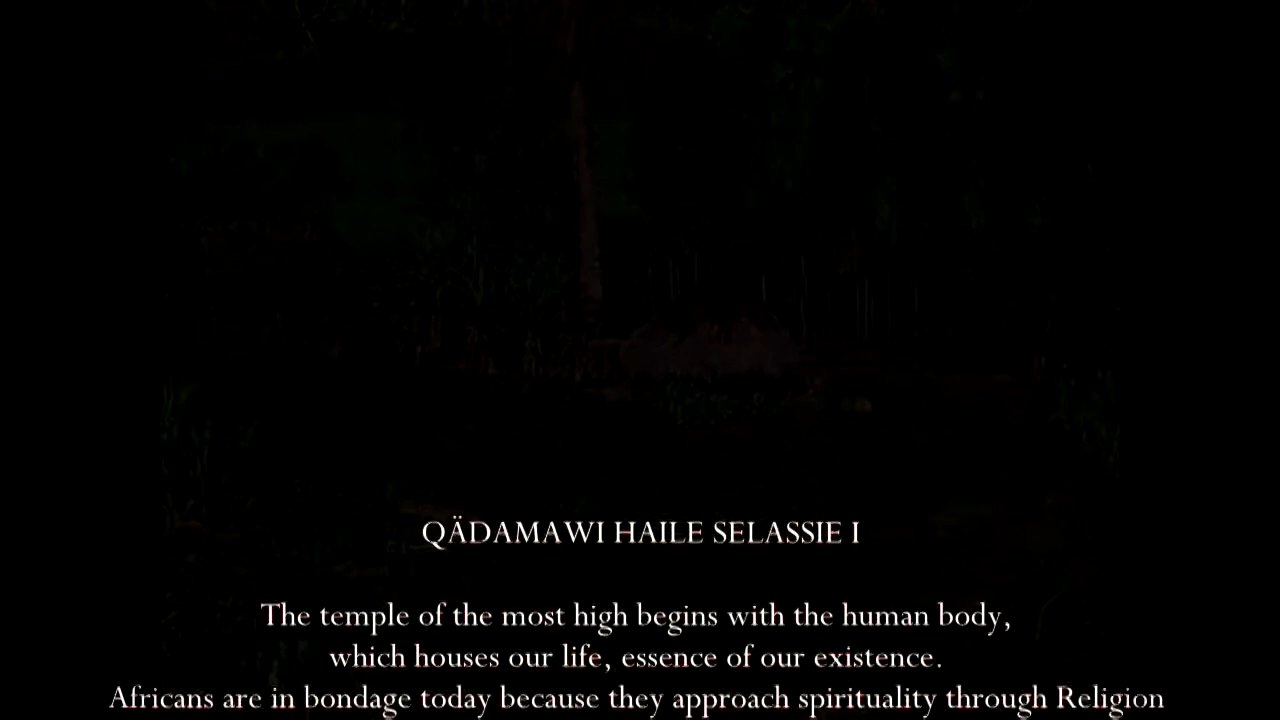 QÄDAMAWI HAILE SELASSIE I
The temple of the most high begins with the human body,
which houses our life, essence of our existence.
Africans are in bondage today because they approach spirituality through Religion